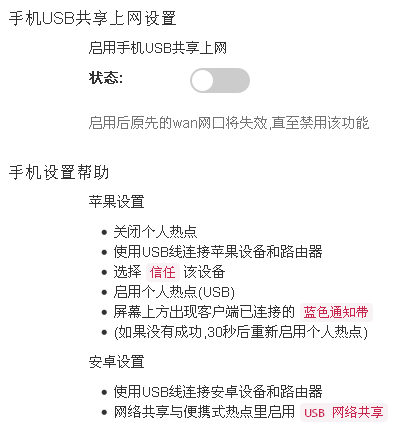 手机USB共享上网设置
启用手机USB共享上网
状态:
启用后原先的wan网口将失效,直至禁用该功能
手机设置帮助
苹果设置
关闭个人热点
使用USB线连接苹果设备和路由器
选择 信任 该设备
启用个人热点(USB)
屏幕上方出现客户端已连接的 蓝色通知带
(如果没有成功,30秒后重新启用个人热点)
安卓设置
使用USB线连接安卓设备和路由器
网络共享与便携式热点里启用 USB 网络共享